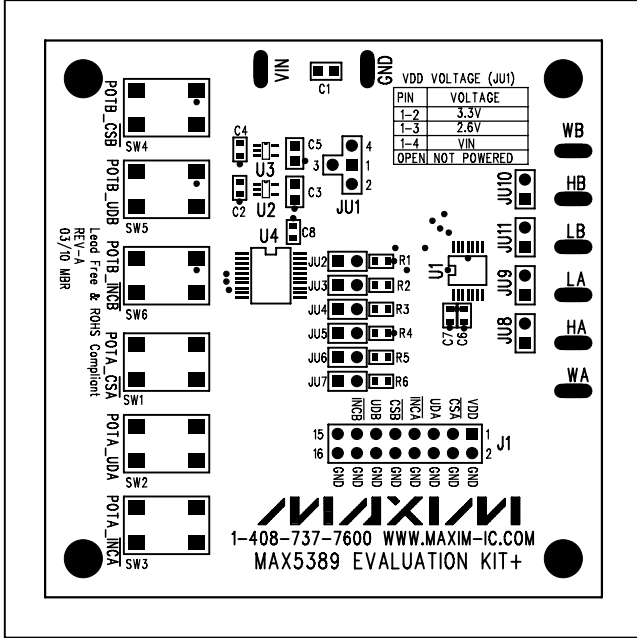 VIN
GND
C1
VDD VOLTAGE (JU1)
PIN VOLTAGE
1-2 3.3V
1-3 2.6V
1-4 VIN
OPEN NOT POWERED
POTB_CSB
SW4
POTB_UDB
SW5
POTB_INCB
SW6
POTA_CSA
SW1
POTA_UDA
SW2
POTA_INCA
SW3
Lead Free & ROHS Compliant
REV-A
03/10 MBR
C4
U3
C5
C2
U2
C3
C8
U4
4
3
1
2
JU1
WB
HB
LB
LA
HA
WA
JU10
JU11
JU9
JU8
U1
C7
C6
JU2 R1
JU3 R2
JU4 R3
JU5 R4
JU6 R5
JU7 R6
INCB UDB CSB INCA UDA CSA VDD
15 1
16 2
J1
GND GND GND GND GND GND GND GND
MAXIM
1-408-737-7600 WWW.MAXIM-IC.COM
MAX5389 EVALUATION KIT+